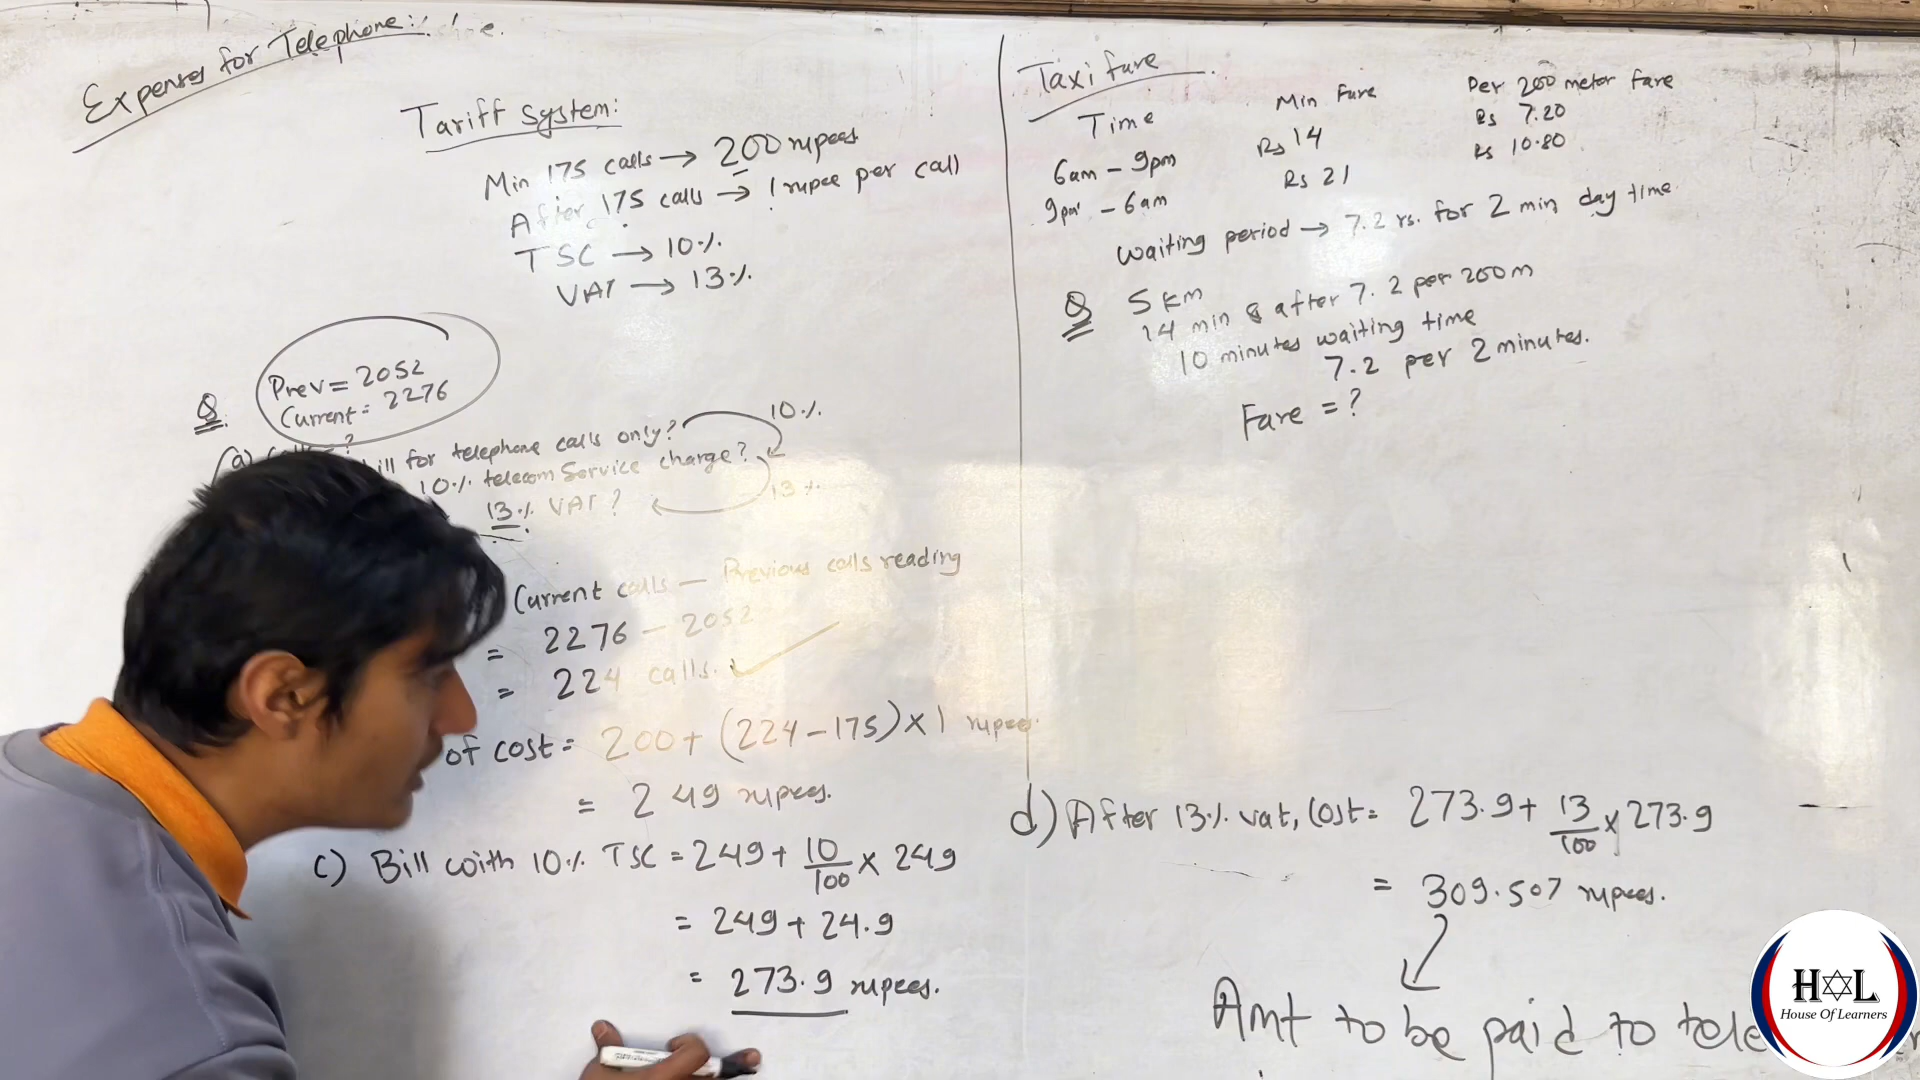 Expenses for Telephone:
Tariff System:
Min 175 calls → 200 rupees
After 175 calls → 1 rupee per call
TSC → 10%
VAT → 13%
Q. Prev = 2052
Current = 2276
a)
ill for telephone calls only? 10%
10% telecom Service charge?
13% VAT? 13%
Current calls — Previous calls reading
= 2276 — 2052
= 224 calls.
of cost = 200 + (224-175) × 1 rupee
= 249 rupees.
c) Bill with 10% TSC = 249 + 10/100 × 249
= 249 + 24.9
= 273.9 rupees.
Taxi fare
Time Min Fare Per 200 meter fare
6am - 9pm Rs 14 Rs 7.20
9pm - 6am Rs 21 Rs 10.80
Waiting period → 7.2 rs. for 2 min day time
Q 5 km
14 min & after 7.2 per 200m
10 minutes waiting time
7.2 per 2 minutes.
Fare = ?
d) After 13% vat, Cost = 273.9 + 13/100 × 273.9
= 309.507 rupees.
Amt to be paid to tele
H L
House Of Learners